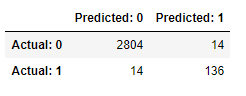 Predicted: 0 Predicted: 1
Actual: 0 2804 14
Actual: 1 14 136